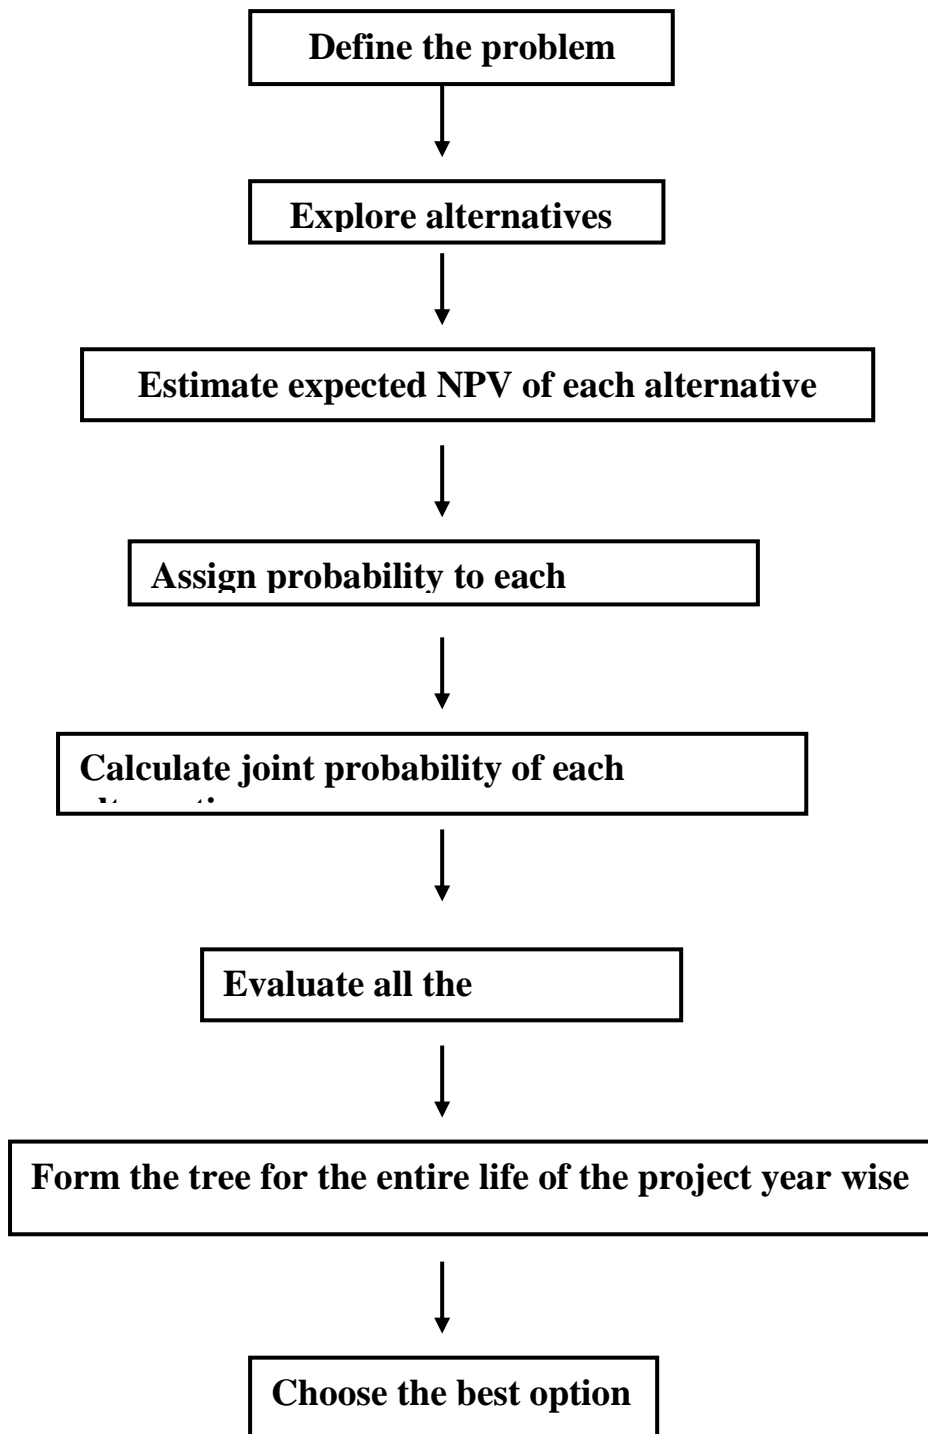 Define the problem
Explore alternatives
Estimate expected NPV of each alternative
Assign probability to each
Calculate joint probability of each
Evaluate all the
Form the tree for the entire life of the project year wise
Choose the best option